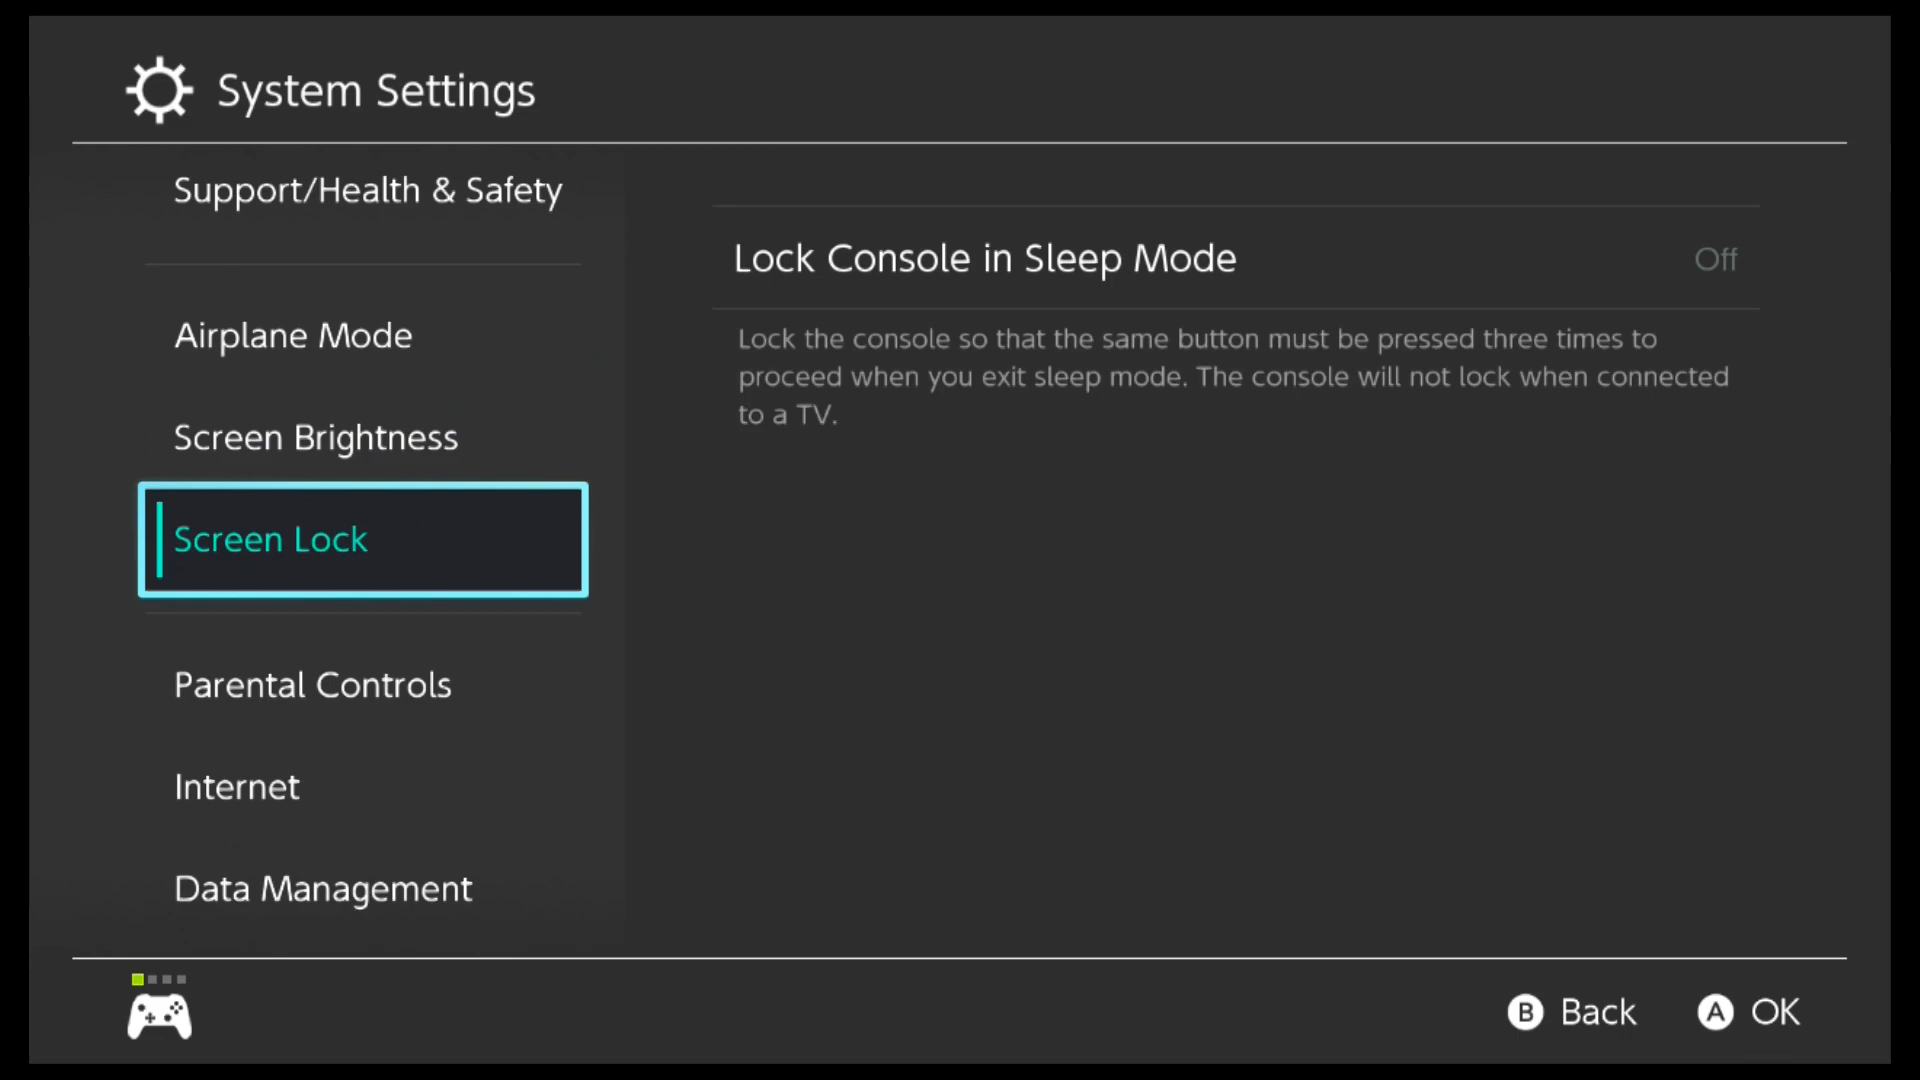 System Settings
Support/Health & Safety
Airplane Mode
Screen Brightness
Screen Lock
Parental Controls
Internet
Data Management
Lock Console in Sleep Mode Off
Lock the console so that the same button must be pressed three times to
proceed when you exit sleep mode. The console will not lock when connected
to a TV.
B Back A OK